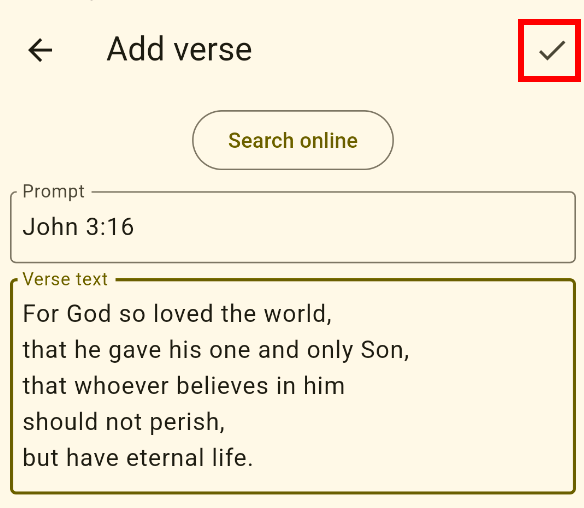 Add verse
Search online
Prompt
John 3:16
Verse text
For God so loved the world,
that he gave his one and only Son,
that whoever believes in him
should not perish,
but have eternal life.